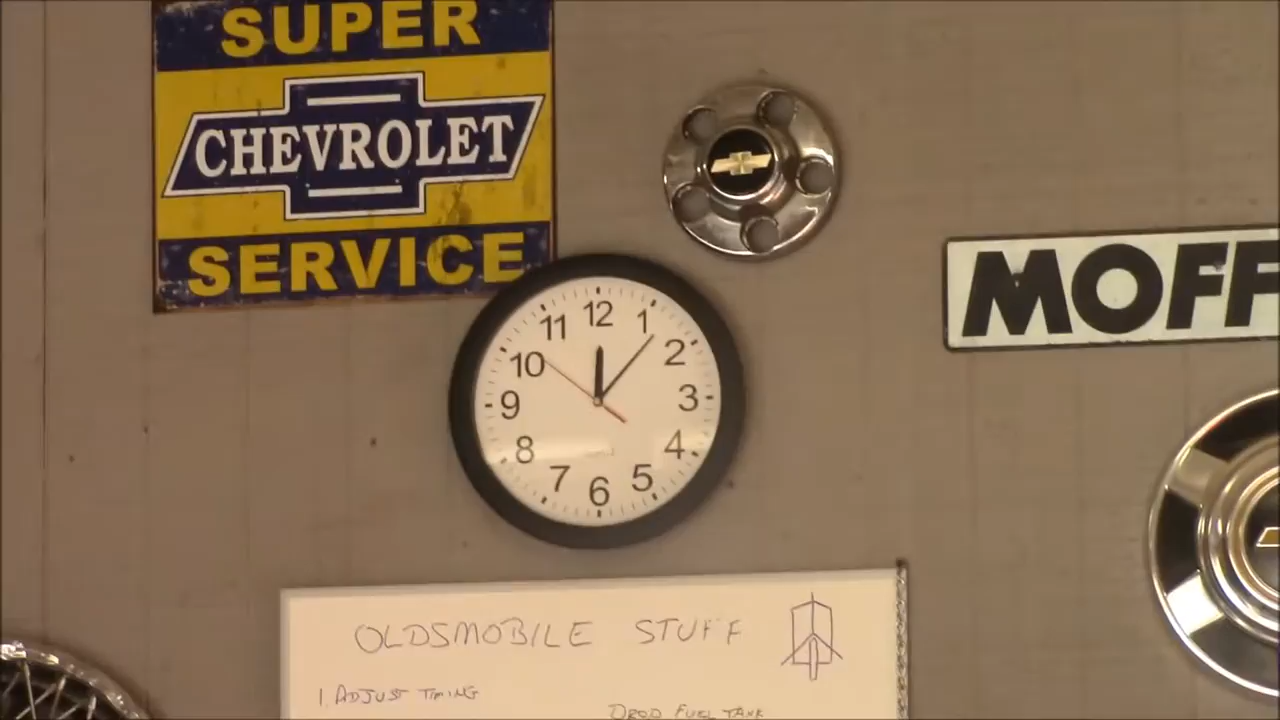 SUPER
CHEVROLET
SERVICE
MOFF
12
1
2
3
4
5
6
7
8
9
10
11
OLDSMOBILE STUFF
1. ADJUST TIMING
DROP FUEL TANK